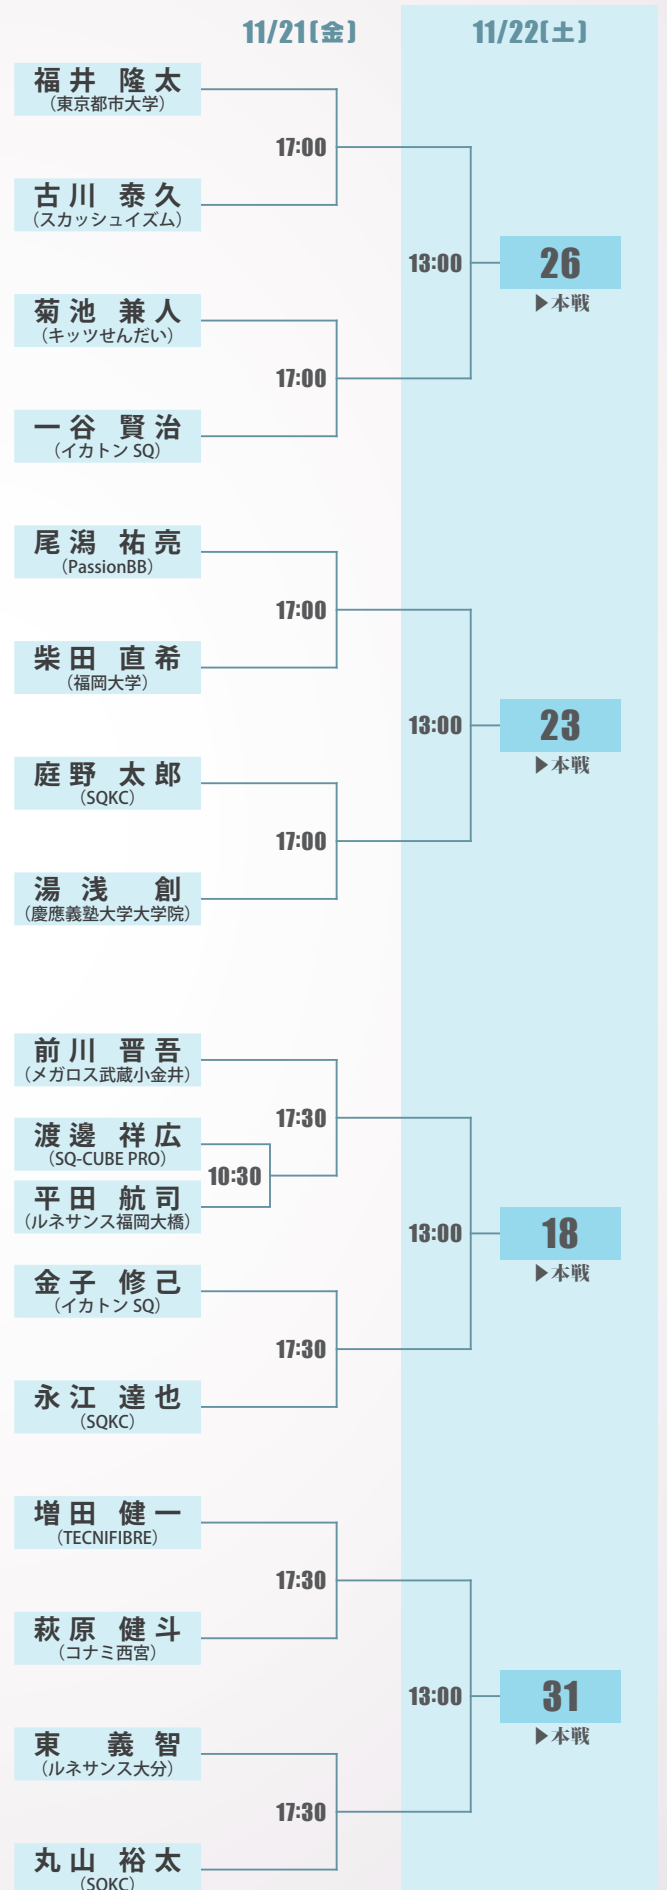 11/21(金)
11/22(土)
福井 隆太
(東京都市大学)
17:00
古川 泰久
(スカッシュイズム)
13:00
26
▶本戦
菊池 兼人
(キッツせんだい)
17:00
一谷 賢治
(イカトン SQ)
尾潟 祐亮
(PassionBB)
17:00
柴田 直希
(福岡大学)
13:00
23
▶本戦
庭野 太郎
(SQKC)
17:00
湯浅 創
(慶應義塾大学大学院)
前川 晋吾
(メガロス武蔵小金井)
17:30
渡邊 祥広
(SQ-CUBE PRO)
10:30
平田 航司
(ルネサンス福岡大橋)
13:00
18
▶本戦
金子 修己
(イカトン SQ)
17:30
永江 達也
(SQKC)
増田 健一
(TECNIFIBRE)
17:30
萩原 健斗
(コナミ西宮)
13:00
31
▶本戦
東 義智
(ルネサンス大分)
17:30
丸山 裕太
(SQKC)